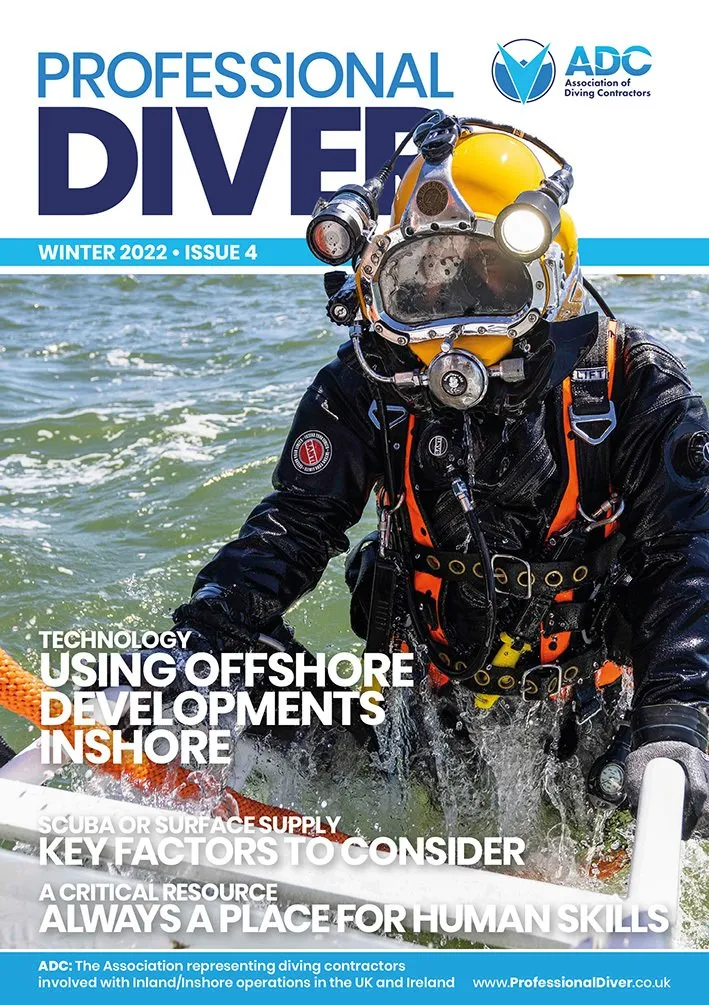 PROFESSIONAL
DIVER
ADC
Association of
Diving Contractors
WINTER 2022 • ISSUE 4
LIFT
TECHNOLOGY
USING OFFSHORE
DEVELOPMENTS
INSHORE
SCUBA OR SURFACE SUPPLY
KEY FACTORS TO CONSIDER
A CRITICAL RESOURCE
ALWAYS A PLACE FOR HUMAN SKILLS
ADC: The Association representing diving contractors
involved with Inland/Inshore operations in the UK and Ireland
www.ProfessionalDiver.co.uk